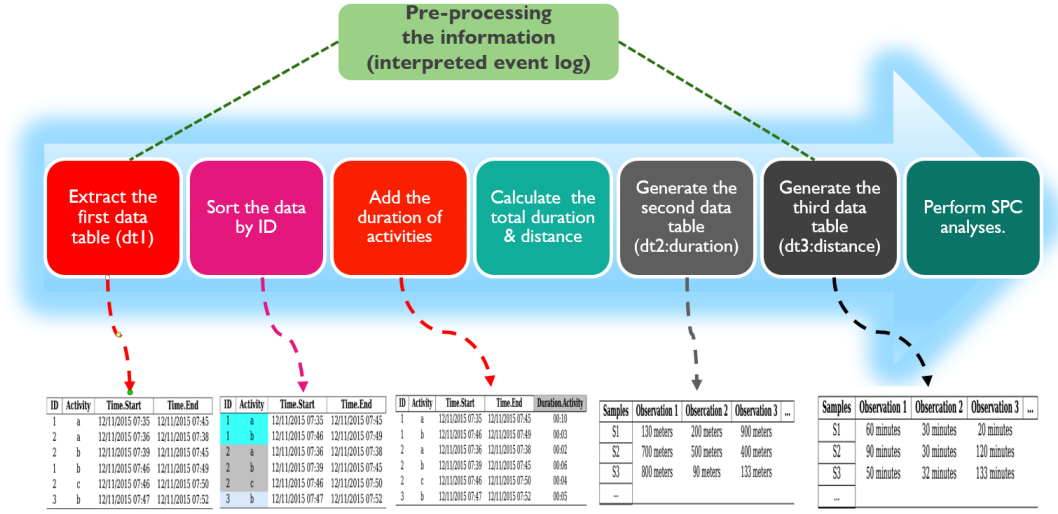 Pre-processing
the information
(interpreted event log)
Extract the
first data
table (dt1)
Sort the data
by ID
Add the
duration of
activities
Calculate the
total duration
& distance
Generate the
second data
table
(dt2:duration)
Generate the
third data
table
(dt3:distance)
Perform SPC
analyses.
ID Activity Time.Start Time.End
1 a 12/11/2015 07:35 12/11/2015 07:45
2 a 12/11/2015 07:36 12/11/2015 07:38
2 b 12/11/2015 07:39 12/11/2015 07:45
1 b 12/11/2015 07:46 12/11/2015 07:49
2 c 12/11/2015 07:46 12/11/2015 07:50
3 b 12/11/2015 07:47 12/11/2015 07:52
ID Activity Time.Start Time.End
1 a 12/11/2015 07:35 12/11/2015 07:45
1 b 12/11/2015 07:46 12/11/2015 07:49
2 a 12/11/2015 07:36 12/11/2015 07:38
2 b 12/11/2015 07:39 12/11/2015 07:45
2 c 12/11/2015 07:46 12/11/2015 07:50
3 b 12/11/2015 07:47 12/11/2015 07:52
ID Activity Time.Start Time.End Duration.Activity
1 a 12/11/2015 07:35 12/11/2015 07:45 00:10
1 b 12/11/2015 07:46 12/11/2015 07:49 00:03
2 a 12/11/2015 07:36 12/11/2015 07:38 00:02
2 b 12/11/2015 07:39 12/11/2015 07:45 00:06
2 c 12/11/2015 07:46 12/11/2015 07:50 00:04
3 b 12/11/2015 07:47 12/11/2015 07:52 00:05
Samples Observation 1 Obsercation 2 Observation 3 ...
S1 130 meters 200 meters 900 meters
S2 700 meters 500 meters 400 meters
S3 800 meters 90 meters 133 meters
...
Samples Observation 1 Obsercation 2 Observation 3 ...
S1 60 minutes 30 minutes 20 minutes
S2 90 minutes 30 minutes 120 minutes
S3 50 minutes 32 minutes 133 minutes
...